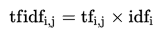 tfidf_{i,j} = tf_{i,j} × idf_i